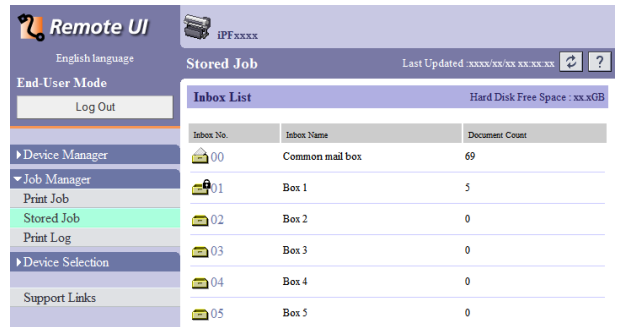 Remote UI
iPFxxxx
English language
Stored Job
Last Updated :xxxx/xx/xx xx:xx:xx
?
End-User Mode
Log Out
Inbox List
Hard Disk Free Space : xx.xGB
Inbox No. Inbox Name Document Count
Device Manager
00 Common mail box 69
Job Manager
01 Box 1 5
Print Job
Stored Job
02 Box 2 0
Print Log
03 Box 3 0
Device Selection
04 Box 4 0
Support Links
05 Box 5 0